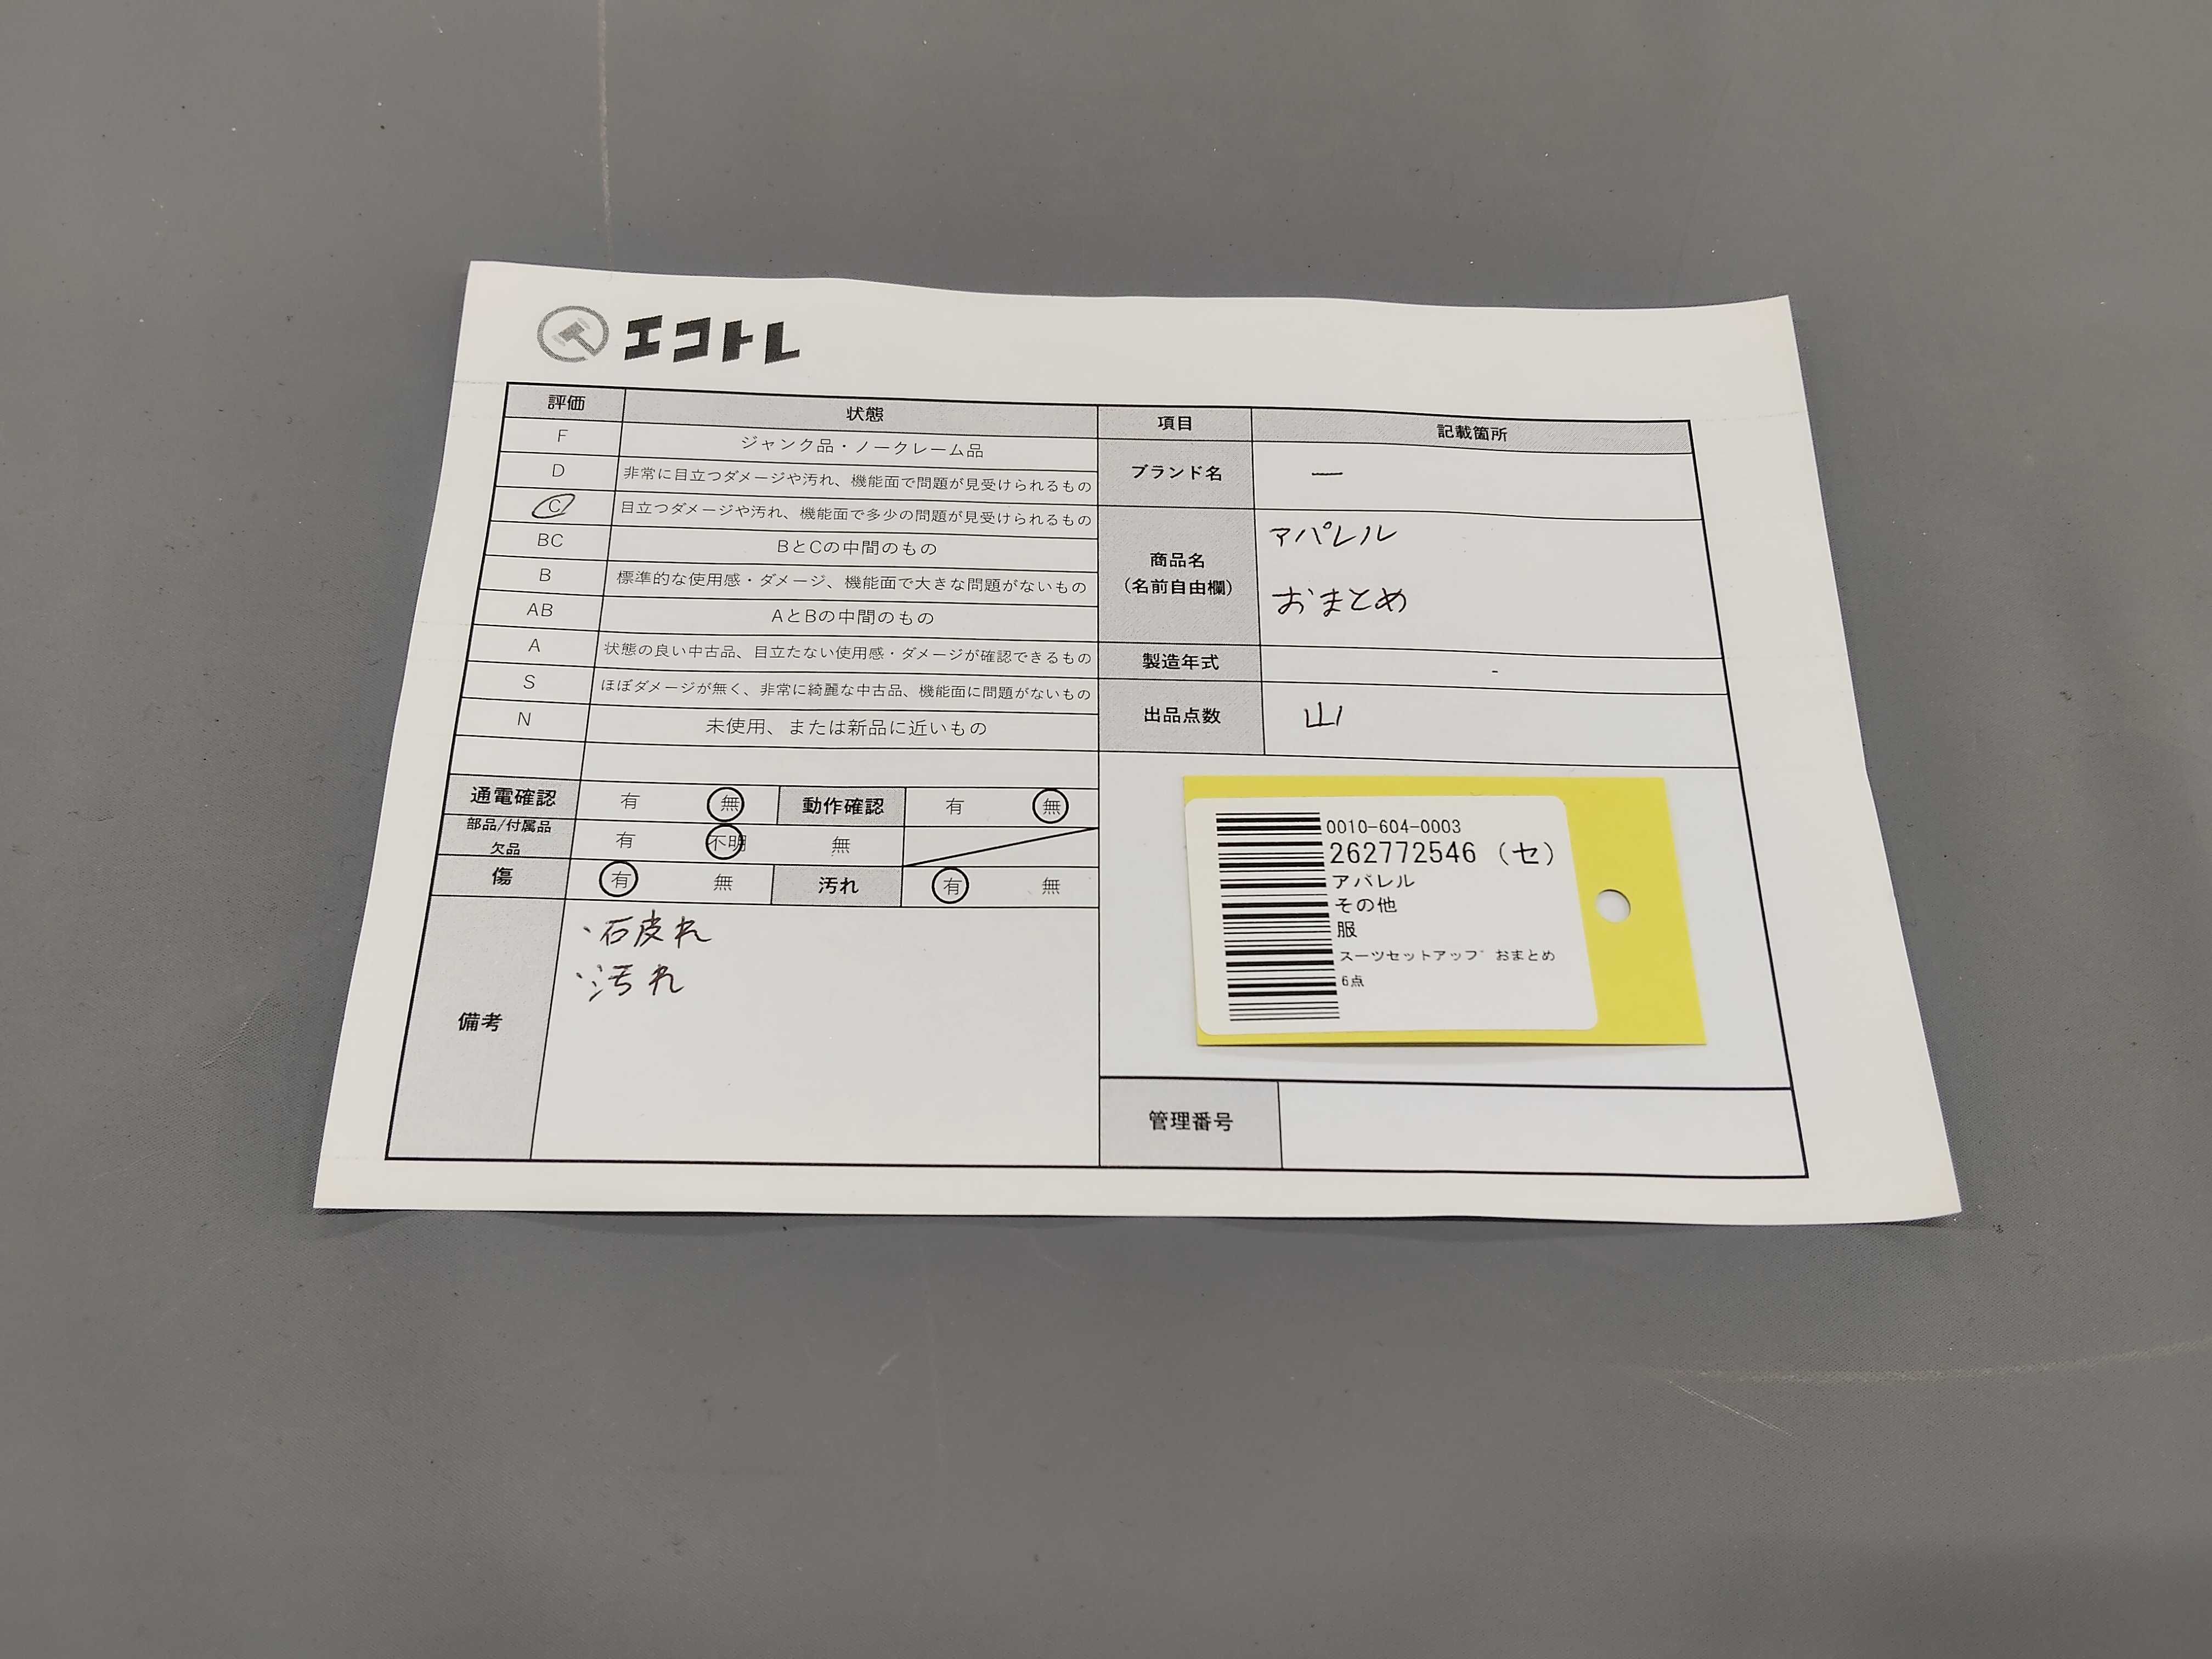 エコトレ
評価 状態
F ジャンク品・ノークレーム品
D 非常に目立つダメージや汚れ、機能面で問題が見受けられるもの
C 目立つダメージや汚れ、機能面で多少の問題が見受けられるもの
BC BとCの中間のもの
B 標準的な使用感・ダメージ、機能面で大きな問題がないもの
AB AとBの中間のもの
A 状態の良い中古品、目立たない使用感・ダメージが確認できるもの
S ほぼダメージが無く、非常に綺麗な中古品、機能面に問題がないもの
N 未使用、または新品に近いもの
通電確認 有 無 動作確認 有 無
部品/付属品
欠品 有 不明 無
傷 有 無 汚れ 有 無
備考
・破れ
・汚れ
項目 記載箇所
ブランド名 ー
商品名
(名前自由欄)
アパレル
おまとめ
製造年式 -
出品点数 山
0010-604-0003
262772546 (セ)
アパレル
その他
服
スーツセットアップ おまとめ
6点
管理番号